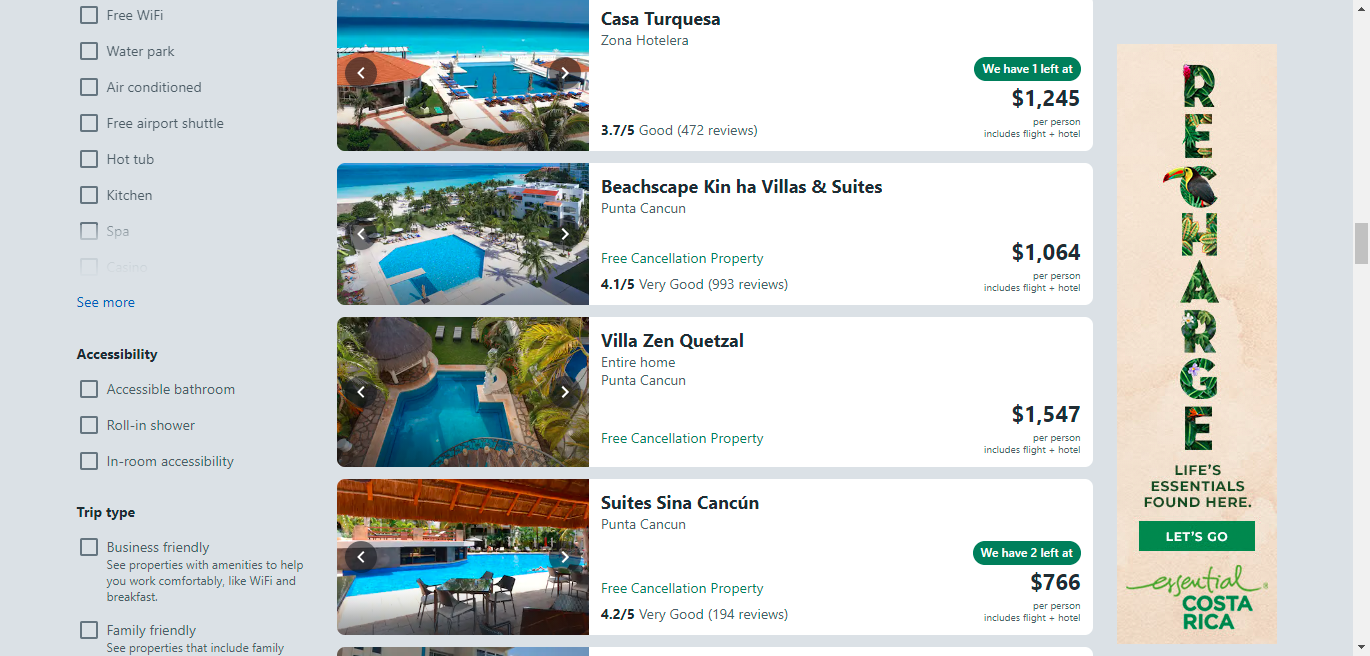 Free WiFi
Water park
Air conditioned
Free airport shuttle
Hot tub
Kitchen
Spa
Casino
See more
Accessibility
Accessible bathroom
Roll-in shower
In-room accessibility
Trip type
Business friendly
See properties with amenities to help
you work comfortably, like WiFi and
breakfast.
Family friendly
See properties that include family
Casa Turquesa
Zona Hotelera
We have 1 left at
$1,245
per person
includes flight + hotel
3.7/5 Good (472 reviews)
Beachscape Kin ha Villas & Suites
Punta Cancun
Free Cancellation Property
4.1/5 Very Good (993 reviews)
$1,064
per person
includes flight + hotel
Villa Zen Quetzal
Entire home
Punta Cancun
Free Cancellation Property
$1,547
per person
includes flight + hotel
Suites Sina Cancún
Punta Cancun
We have 2 left at
Free Cancellation Property
4.2/5 Very Good (194 reviews)
$766
per person
includes flight + hotel
RECHARGE
LIFE'S
ESSENTIALS
FOUND HERE.
LET'S GO
essential
COSTA
RICA